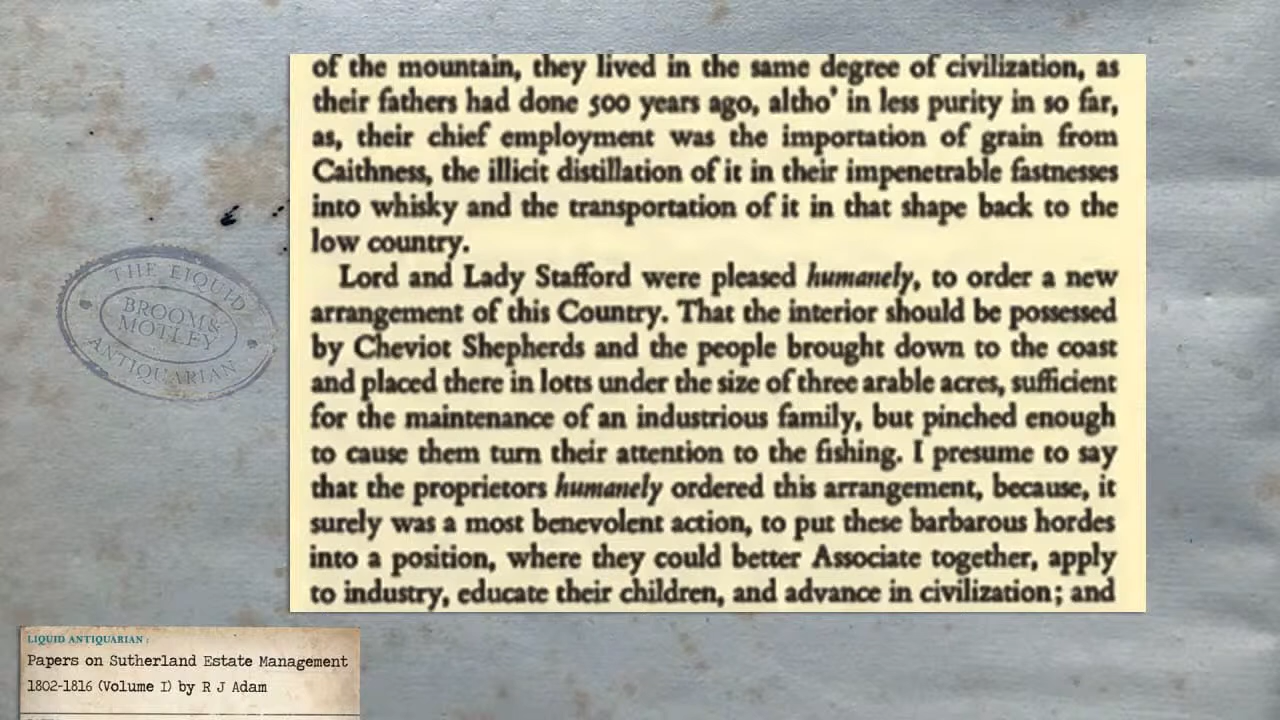 of the mountain, they lived in the same degree of civilization, as
their fathers had done 500 years ago, altho' in less purity in so far,
as, their chief employment was the importation of grain from
Caithness, the illicit distillation of it in their impenetrable fastnesses
into whisky and the transportation of it in that shape back to the
low country.
Lord and Lady Stafford were pleased humanely, to order a new
arrangement of this Country. That the interior should be possessed
by Cheviot Shepherds and the people brought down to the coast
and placed there in lotts under the size of three arable acres, sufficient
for the maintenance of an industrious family, but pinched enough
to cause them turn their attention to the fishing. I presume to say
that the proprietors humanely ordered this arrangement, because, it
surely was a most benevolent action, to put these barbarous hordes
into a position, where they could better Associate together, apply
to industry, educate their children, and advance in civilization; and
THE LIQUID
BROOM &
MOTLEY
ANTIQUARIAN
LIQUID ANTIQUARIAN :
Papers on Sutherland Estate Management
1802-1816 (Volume I) by R J Adam